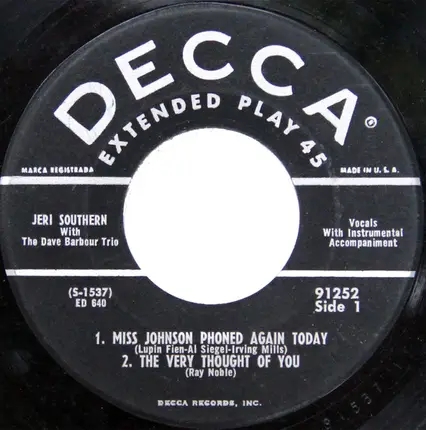 DECCA®
EXTENDED PLAY 45
MARCA REGISTRADA
MADE IN U. S. A.
JERI SOUTHERN
With
The Dave Barbour Trio
Vocals
With Instrumental
Accompaniment
(5-1537)
ED 640
91252
Side 1
1. MISS JOHNSON PHONED AGAIN TODAY
(Lupin Fien-Al Siegel-Irving Mills)
2. THE VERY THOUGHT OF YOU
(Ray Noble)
DECCA RECORDS, INC.